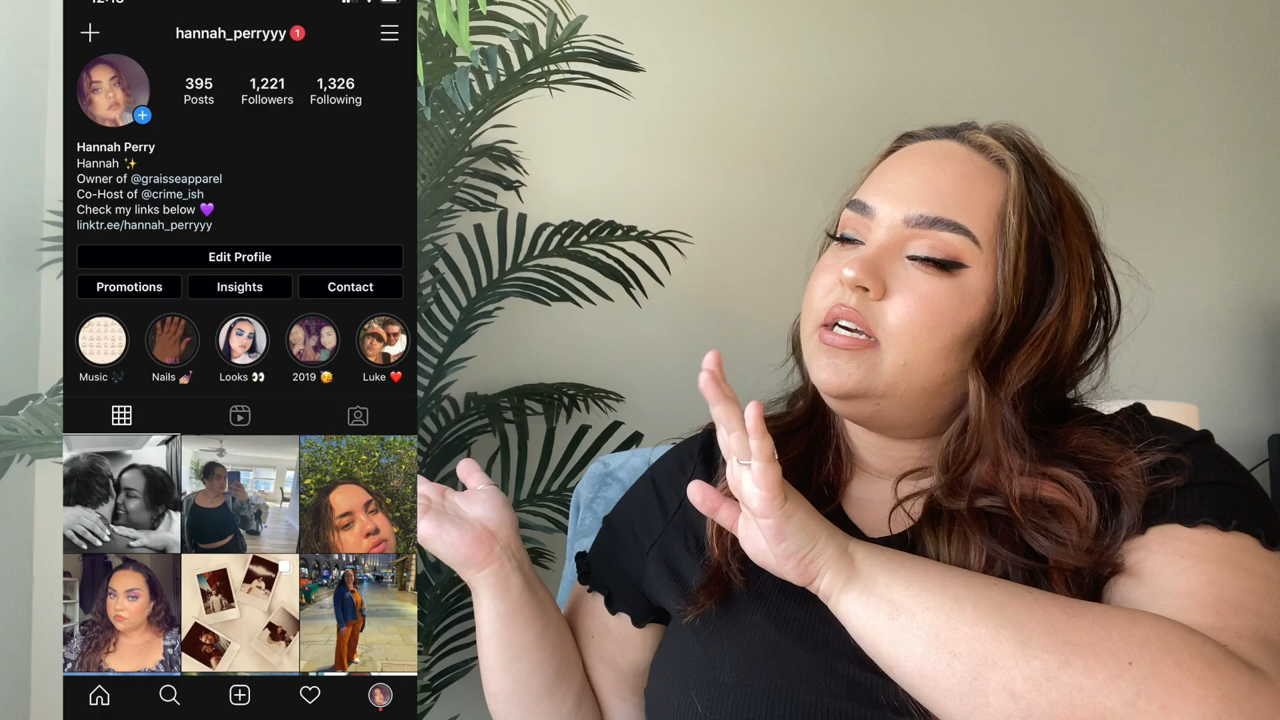 hannah_perryyy 1
395 1,221 1,326
Posts Followers Following
Hannah Perry
Hannah ✨
Owner of @graisseapparel
Co-Host of @crime_ish
Check my links below 💜
linktr.ee/hannah_perryyy
Edit Profile
Promotions Insights Contact
Music 🎶 Nails 💅🏼 Looks 👀 2019 🥳 Luke ❤️